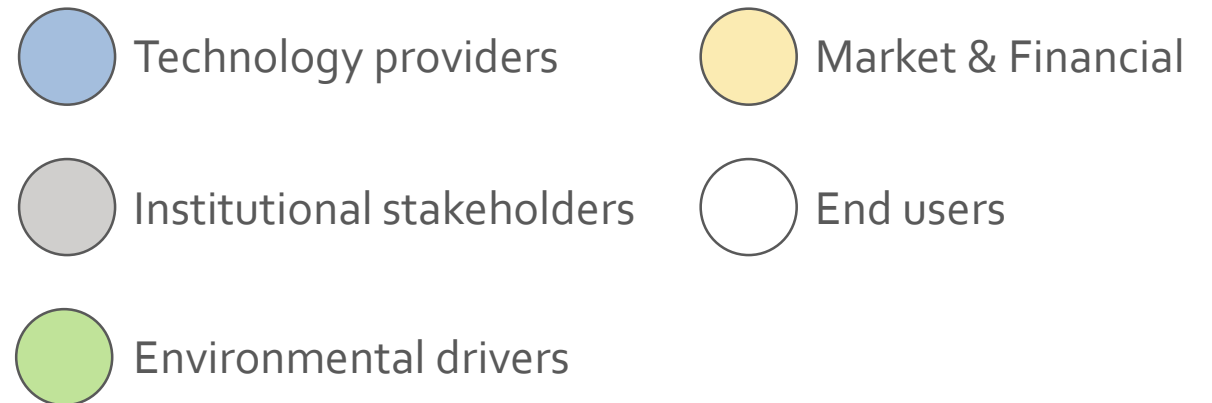 Technology providers
Market & Financial
Institutional stakeholders
End users
Environmental drivers